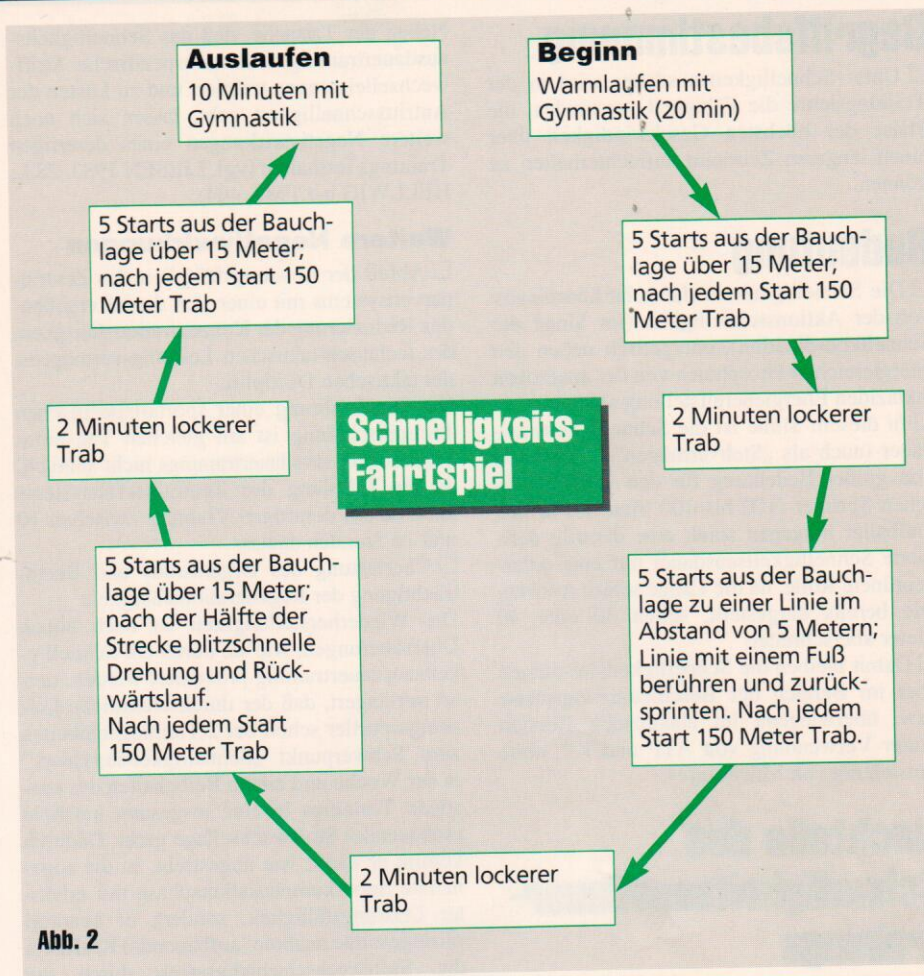 Auslaufen
10 Minuten mit
Gymnastik
Beginn
Warmlaufen mit
Gymnastik (20 min)
5 Starts aus der Bauch-
lage über 15 Meter;
nach jedem Start 150
Meter Trab
5 Starts aus der Bauch-
lage über 15 Meter;
nach jedem Start 150
Meter Trab
2 Minuten lockerer
Trab
Schnelligkeits-
Fahrtspiel
2 Minuten lockerer
Trab
5 Starts aus der Bauch-
lage über 15 Meter;
nach der Hälfte der
Strecke blitzschnelle
Drehung und Rück-
wärtslauf.
Nach jedem Start
150 Meter Trab
5 Starts aus der Bauch-
lage zu einer Linie im
Abstand von 5 Metern;
Linie mit einem Fuß
berühren und zurück-
sprinten. Nach jedem
Start 150 Meter Trab.
2 Minuten lockerer
Trab
Abb. 2